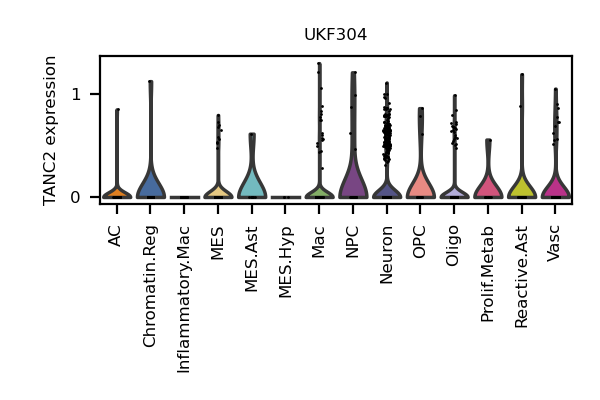 UKF304
TANC2 expression
1
0
AC
Chromatin.Reg
Inflammatory.Mac
MES
MES.Ast
MES.Hyp
Mac
NPC
Neuron
OPC
Oligo
Prolif.Metab
Reactive.Ast
Vasc